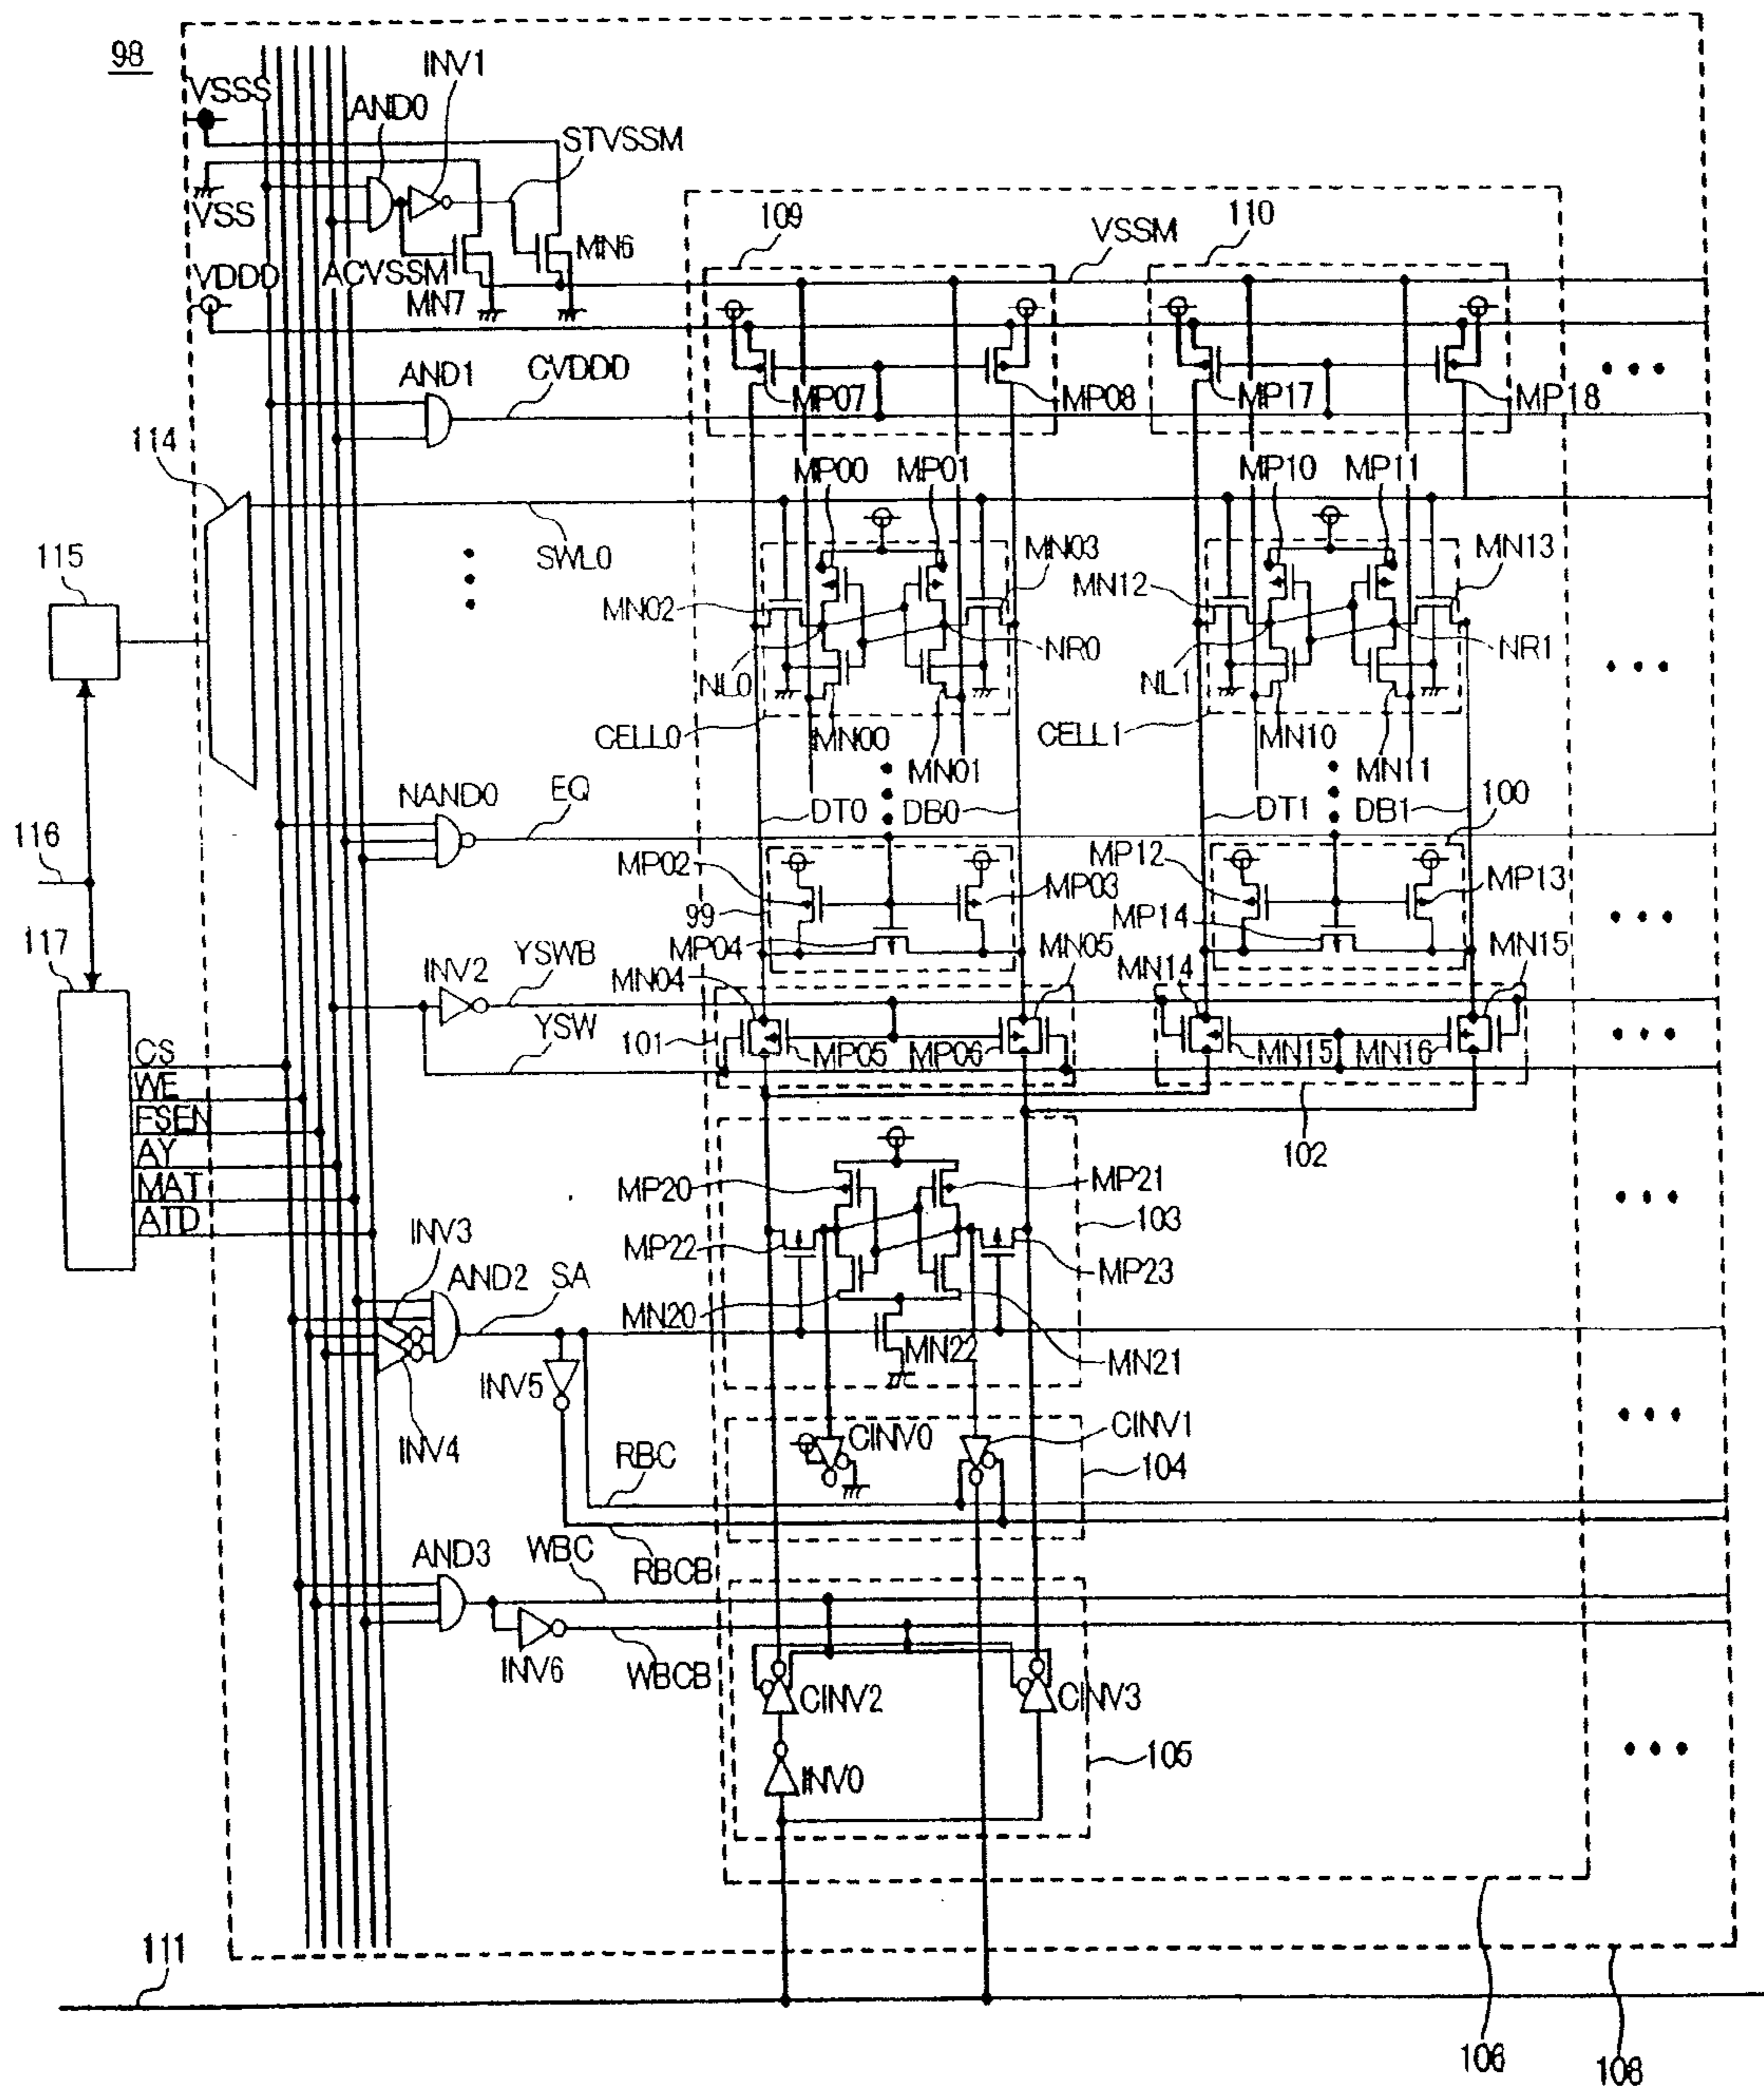 98
VSSS
INV1
AND0
STVSSM
VSS
MN6
109
VSSM
110
VDDD
ACVSSM
MN7
AND1
CVDDD
MP07
MP08
MP17
MP18
114
MP00
MP01
MP10
MP11
115
SWL0
MN03
MN13
MN02
MN12
NR0
NR1
NL0
NL1
CELL0
MN00
CELL1
MN10
MN01
MN11
NAND0
EQ
DT0
DB0
DT1
DB1
100
116
MP02
MP03
MP12
MP13
99
MP04
MP14
117
INV2
YSWB
MN04
MN05
MN14
MN15
YSW
101
MP05
MP06
MN15
MN16
CS
WE
FSEN
AY
MAT
ATD
102
MP20
MP21
INV3
103
AND2
SA
MP22
MP23
MN20
MN22
MN21
INV5
INV4
RBC
CINV0
CINV1
104
AND3
WBC
RBCB
INV6
WBCB
CINV2
CINV3
INV0
105
111
106
108